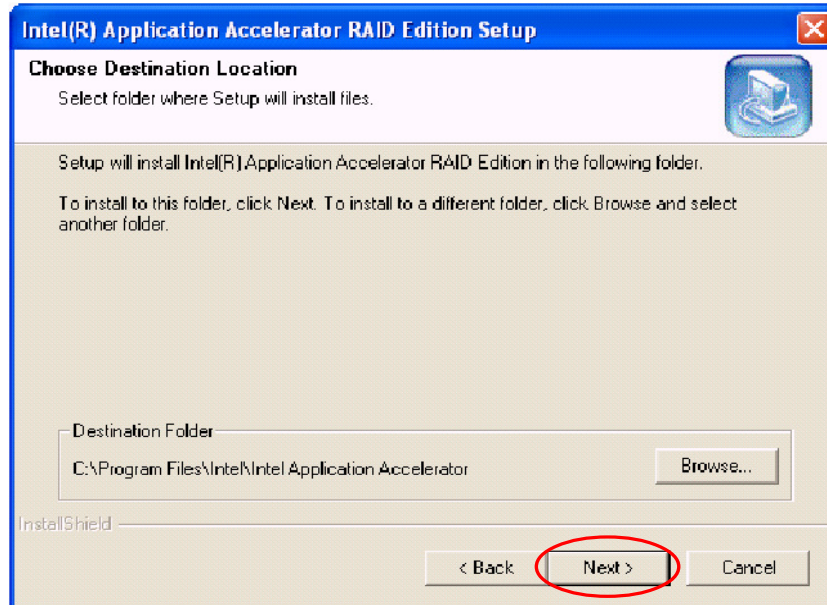 Intel(R) Application Accelerator RAID Edition Setup
Choose Destination Location
Select folder where Setup will install files.
Setup will install Intel(R) Application Accelerator RAID Edition in the following folder.
To install to this folder, click Next. To install to a different folder, click Browse and select
another folder.
Destination Folder
C:\Program Files\Intel\Intel Application Accelerator
Browse...
InstallShield
< Back
Next >
Cancel